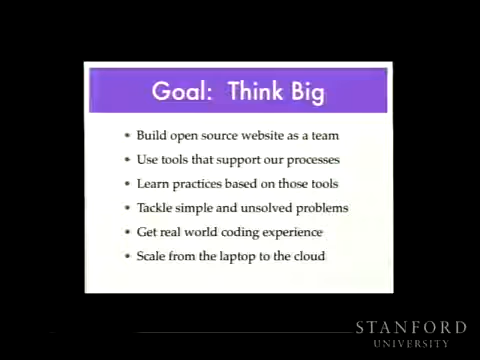 Goal: Think Big
• Build open source website as a team
• Use tools that support our processes
• Learn practices based on those tools
• Tackle simple and unsolved problems
• Get real world coding experience
• Scale from the laptop to the cloud
STANFORD
UNIVERSITY